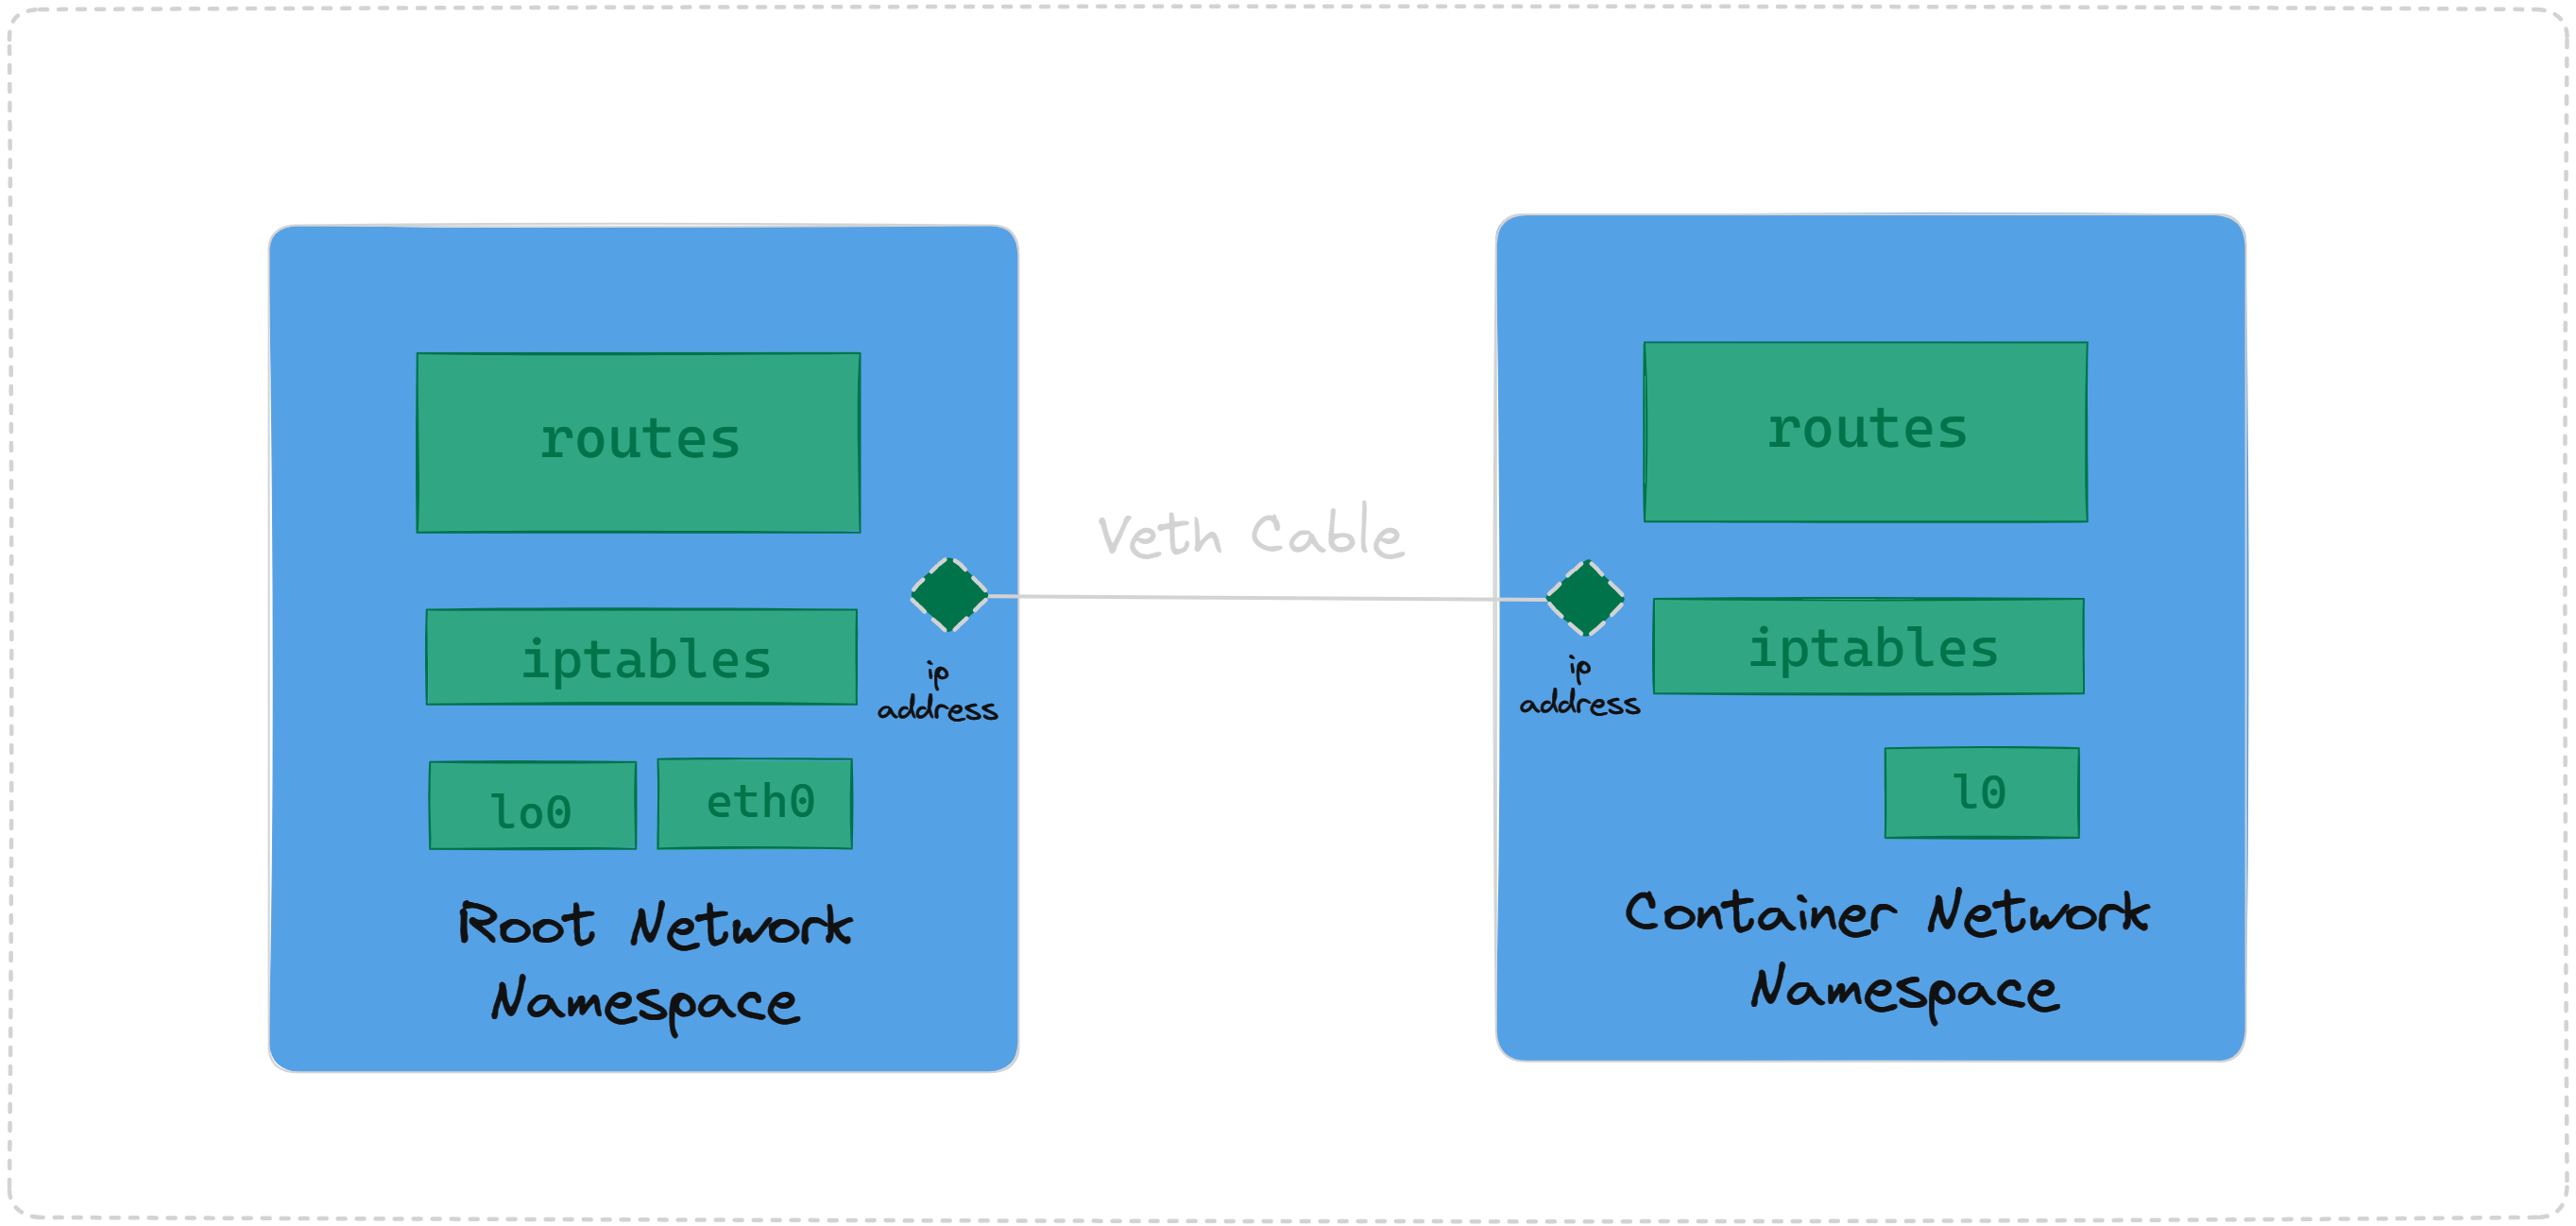 routes
iptables
lo0
eth0
ip
address
Root Network
Namespace
Veth Cable
routes
iptables
l0
ip
address
Container Network
Namespace